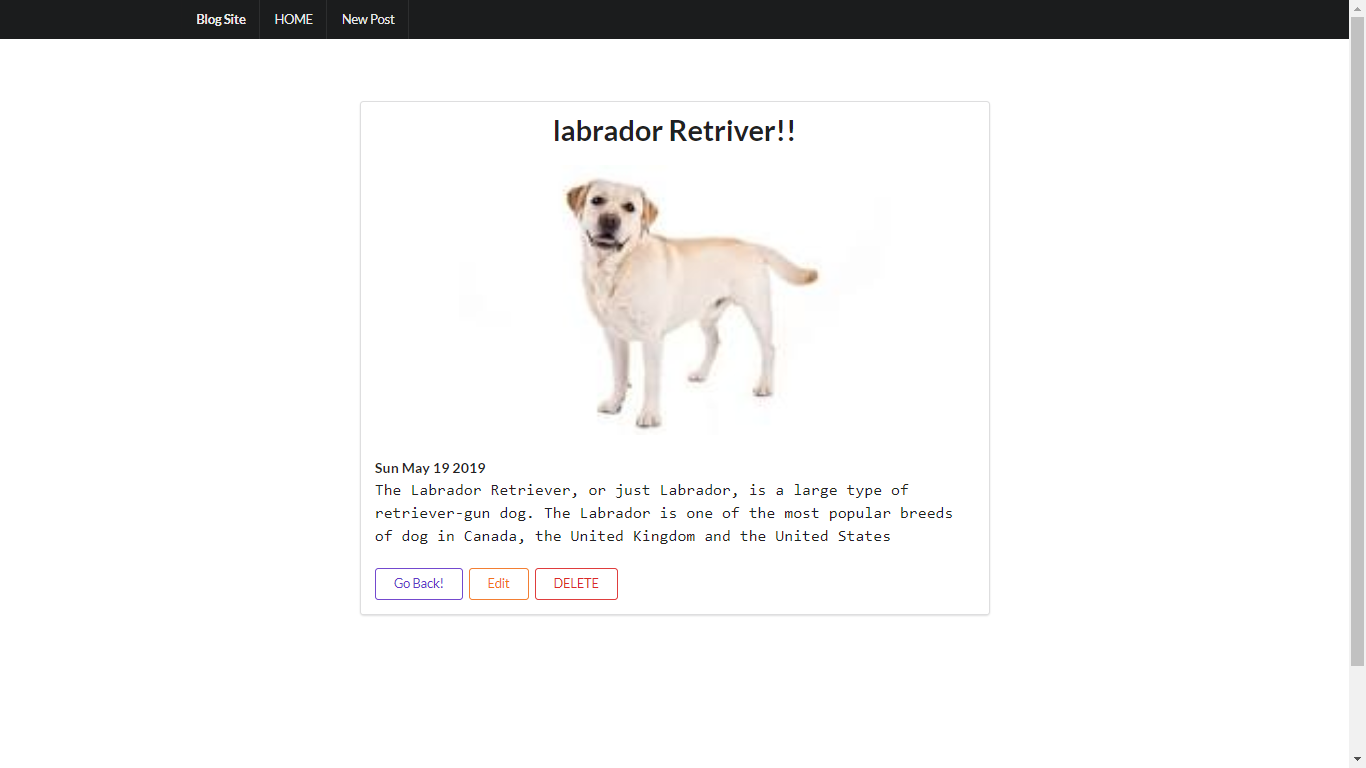 Blog Site HOME New Post
labrador Retriver!!
Sun May 19 2019
The Labrador Retriever, or just Labrador, is a large type of
retriever-gun dog. The Labrador is one of the most popular breeds
of dog in Canada, the United Kingdom and the United States
Go Back! Edit DELETE